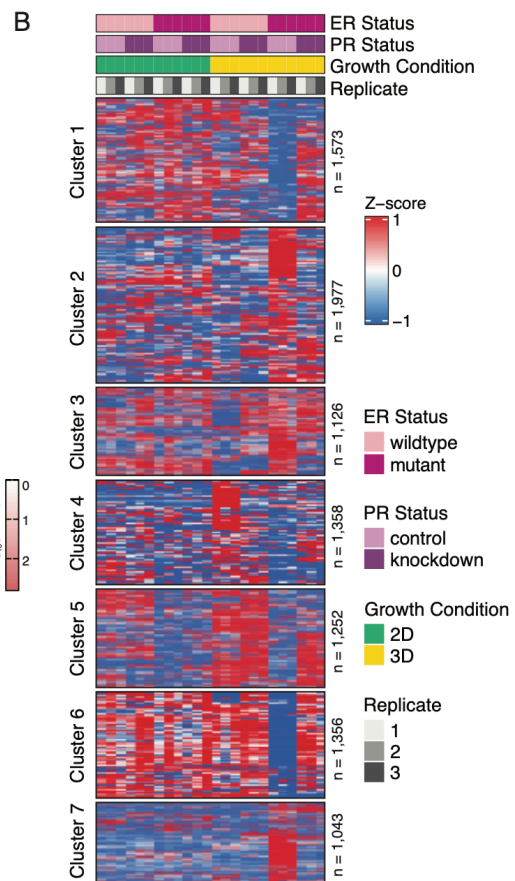 B
ER Status
PR Status
Growth Condition
Replicate
Cluster 1
n = 1,573
Z−score
1
0
−1
Cluster 2
n = 1,977
Cluster 3
n = 1,126
ER Status
wildtype
mutant
Cluster 4
n = 1,358
PR Status
control
knockdown
0
1
2
Cluster 5
n = 1,252
Growth Condition
2D
3D
Cluster 6
n = 1,356
Replicate
1
2
3
Cluster 7
n = 1,043